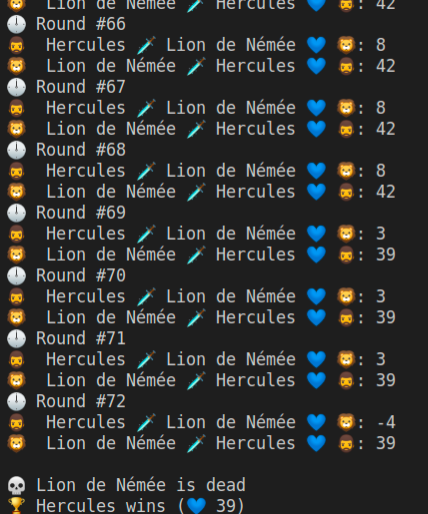 🦁 Lion de Némée 🗡️ Hercules 💙 🧔: 42
🕛 Round #66
🧔 Hercules 🗡️ Lion de Némée 💙 🦁: 8
🦁 Lion de Némée 🗡️ Hercules 💙 🧔: 42
🕛 Round #67
🧔 Hercules 🗡️ Lion de Némée 💙 🦁: 8
🦁 Lion de Némée 🗡️ Hercules 💙 🧔: 42
🕛 Round #68
🧔 Hercules 🗡️ Lion de Némée 💙 🦁: 8
🦁 Lion de Némée 🗡️ Hercules 💙 🧔: 42
🕛 Round #69
🧔 Hercules 🗡️ Lion de Némée 💙 🦁: 3
🦁 Lion de Némée 🗡️ Hercules 💙 🧔: 39
🕛 Round #70
🧔 Hercules 🗡️ Lion de Némée 💙 🦁: 3
🦁 Lion de Némée 🗡️ Hercules 💙 🧔: 39
🕛 Round #71
🧔 Hercules 🗡️ Lion de Némée 💙 🦁: 3
🦁 Lion de Némée 🗡️ Hercules 💙 🧔: 39
🕛 Round #72
🧔 Hercules 🗡️ Lion de Némée 💙 🦁: -4
🦁 Lion de Némée 🗡️ Hercules 💙 🧔: 39
💀 Lion de Némée is dead
🏆 Hercules wins (💙 39)